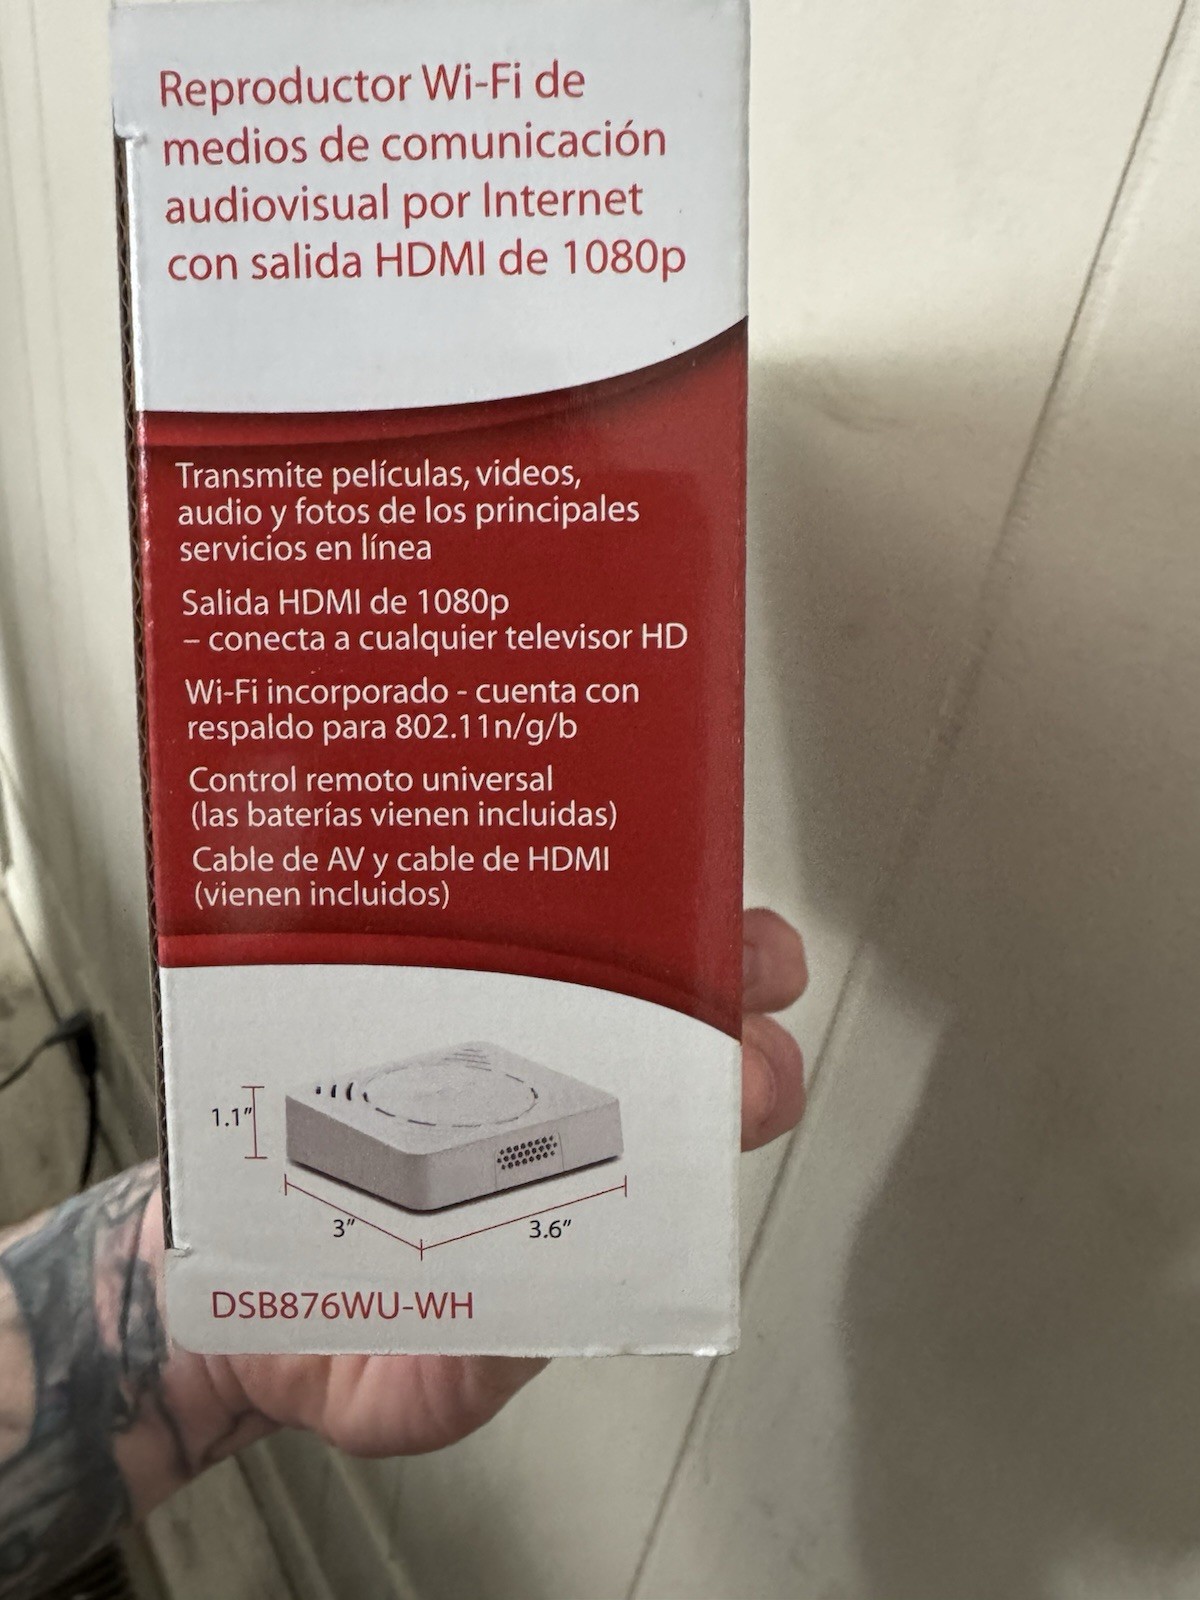 Reproductor Wi-Fi de
medios de comunicación
audiovisual por Internet
con salida HDMI de 1080p
Transmite películas, videos,
audio y fotos de los principales
servicios en línea
Salida HDMI de 1080p
– conecta a cualquier televisor HD
Wi-Fi incorporado - cuenta con
respaldo para 802.11n/g/b
Control remoto universal
(las baterías vienen incluidas)
Cable de AV y cable de HDMI
(vienen incluidos)
1.1"
3"
3.6"
DSB876WU-WH